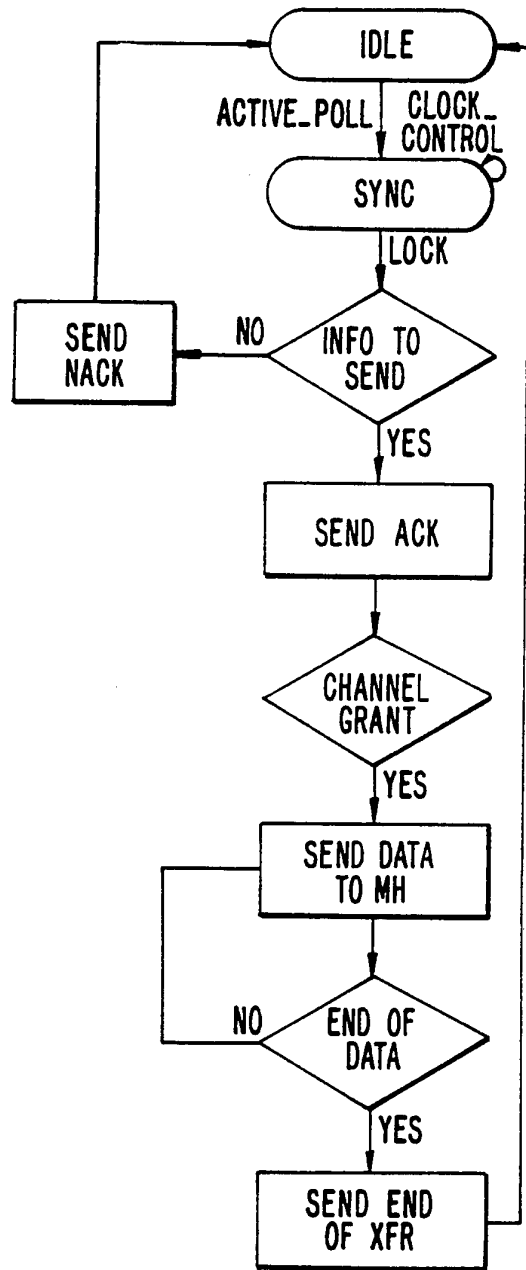 IDLE
ACTIVE_POLL
CLOCK_
CONTROL
SYNC
LOCK
SEND
NACK
NO
INFO TO
SEND
YES
SEND ACK
CHANNEL
GRANT
YES
SEND DATA
TO MH
NO
END OF
DATA
YES
SEND END
OF XFR